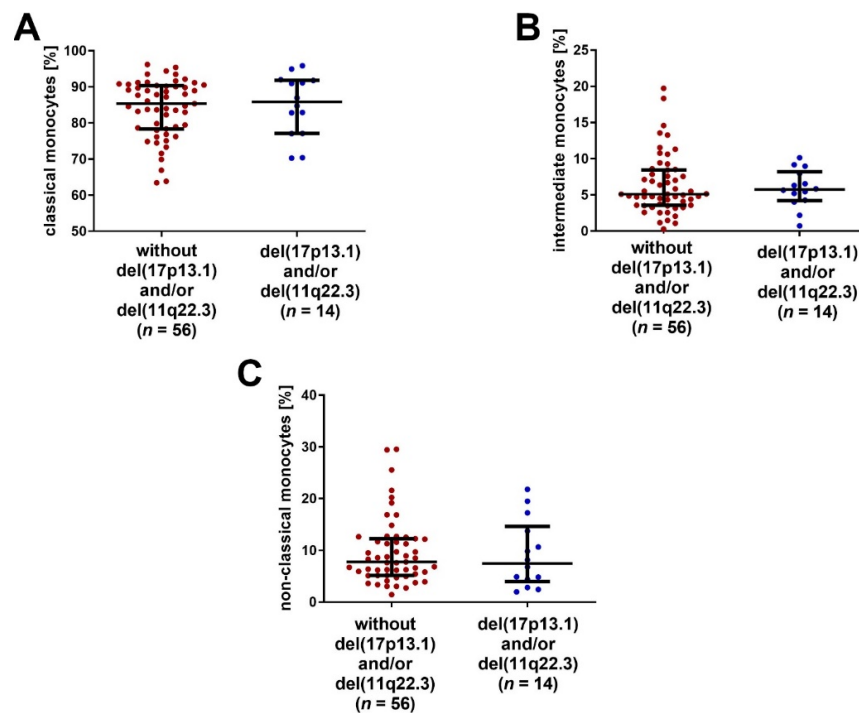 A
classical monocytes [%]
100
90
80
70
60
50
without
del(17p13.1)
and/or
del(11q22.3)
(n = 56)
del(17p13.1)
and/or
del(11q22.3)
(n = 14)
B
intermediate monocytes [%]
25
20
15
10
5
0
without
del(17p13.1)
and/or
del(11q22.3)
(n = 56)
del(17p13.1)
and/or
del(11q22.3)
(n = 14)
C
non-classical monocytes [%]
40
30
20
10
0
without
del(17p13.1)
and/or
del(11q22.3)
(n = 56)
del(17p13.1)
and/or
del(11q22.3)
(n = 14)